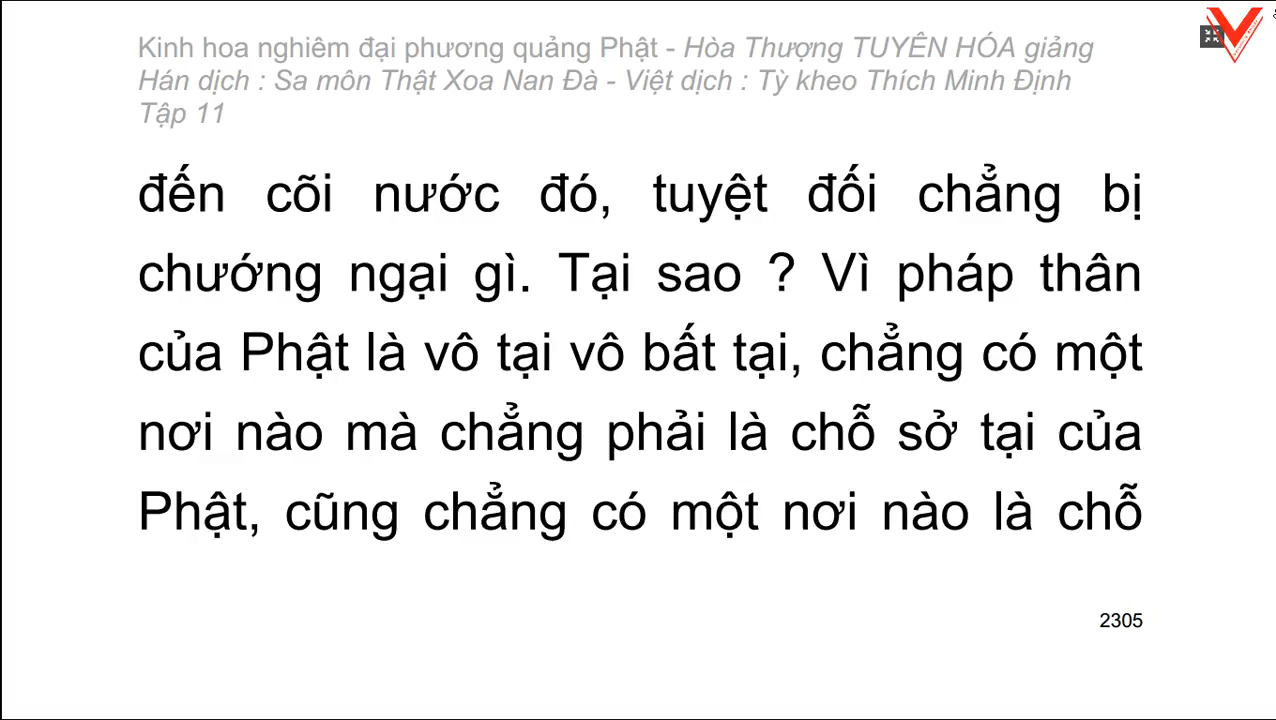 Kinh hoa nghiêm đại phương quảng Phật - Hòa Thượng TUYÊN HÓA giảng
Hán dịch : Sa môn Thật Xoa Nan Đà - Việt dịch : Tỳ kheo Thích Minh Định
Tập 11
đến cõi nước đó, tuyệt đối chẳng bị
chướng ngại gì. Tại sao ? Vì pháp thân
của Phật là vô tại vô bất tại, chẳng có một
nơi nào mà chẳng phải là chỗ sở tại của
Phật, cũng chẳng có một nơi nào là chỗ
2305